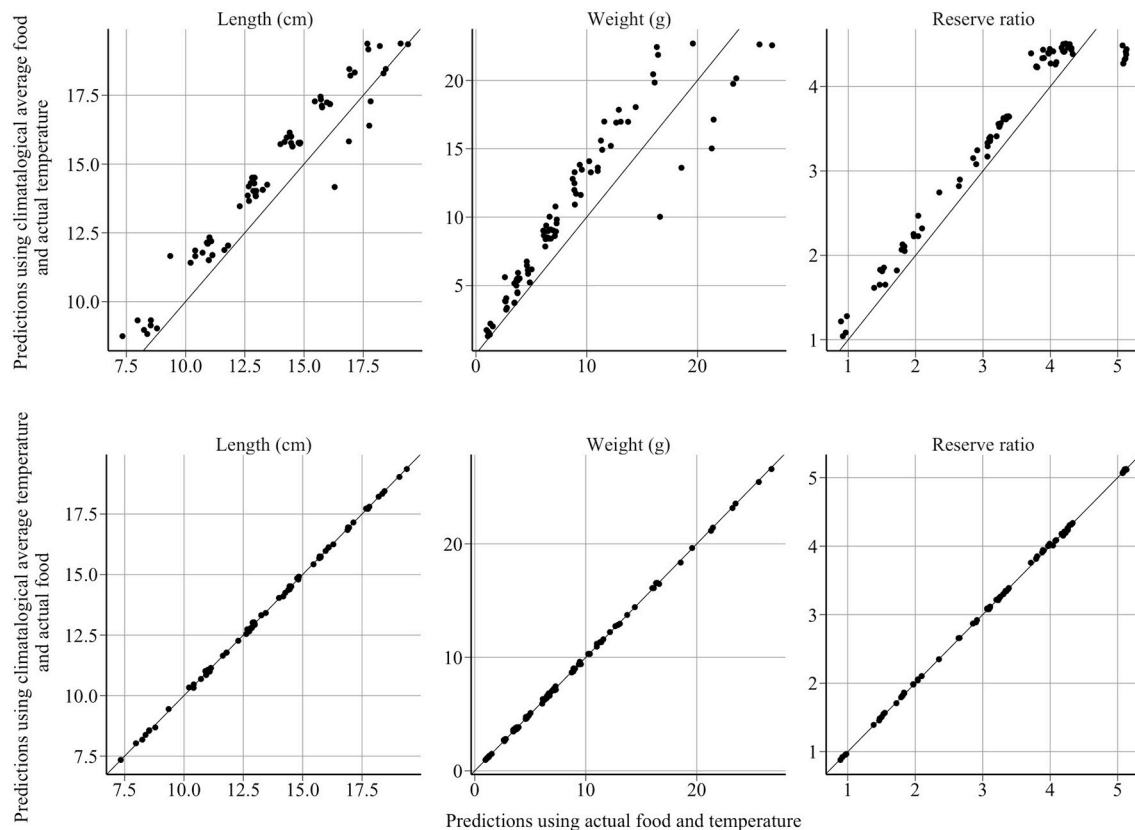 Predictions using climatalogical average food
and actual temperature
Length (cm)
17.5
15.0
12.5
10.0
7.5 10.0 12.5 15.0 17.5
Weight (g)
20
15
10
5
0 10 20
Reserve ratio
4
3
2
1
1 2 3 4 5
Predictions using climatalogical average temperature
and actual food
Length (cm)
17.5
15.0
12.5
10.0
7.5
7.5 10.0 12.5 15.0 17.5
Weight (g)
20
10
0
0 10 20
Reserve ratio
5
4
3
2
1
1 2 3 4 5
Predictions using actual food and temperature